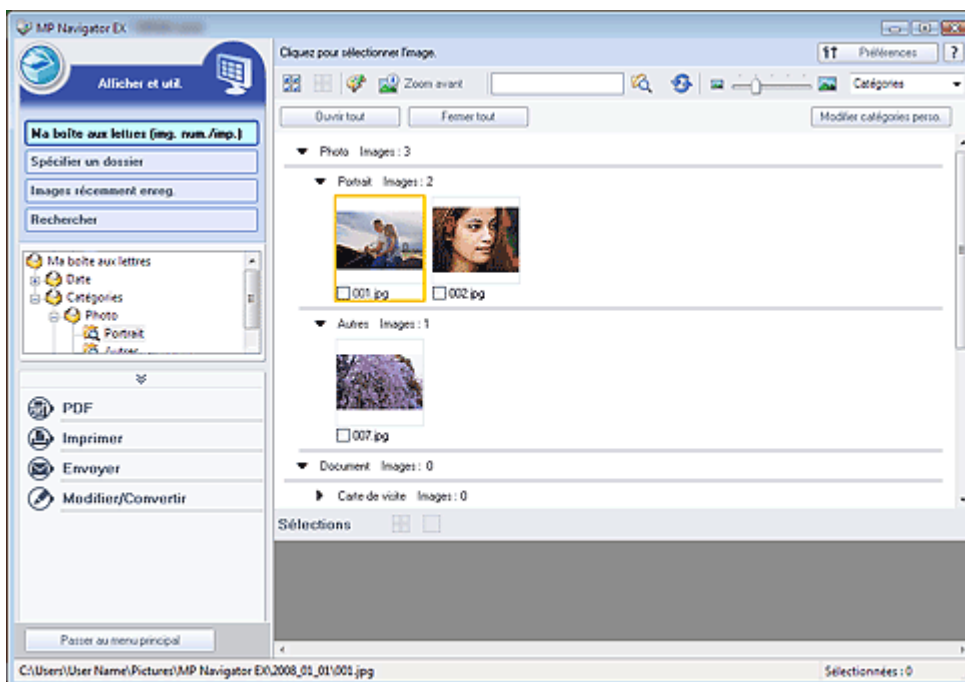 MP Navigator EX
Cliquez pour sélectionner l'image.
Préférences
?
Afficher et util.
Zoom avant
Catégories
Ouvrir tout
Fermer tout
Modifier catégories perso.
Ma boîte aux lettres (img. num./imp.)
Spécifier un dossier
Images récemment enreg.
Rechercher
Ma boîte aux lettres
Date
Catégories
Photo
Portrait
Autres
PDF
Imprimer
Envoyer
Modifier/Convertir
Passer au menu principal
Photo Images : 3
Portrait Images : 2
001.jpg
002.jpg
Autres Images : 1
007.jpg
Document Images : 0
Carte de visite Images : 0
Sélections
C:\Users\User Name\Pictures\MP Navigator EX\2008_01_01\001.jpg
Sélectionnées : 0